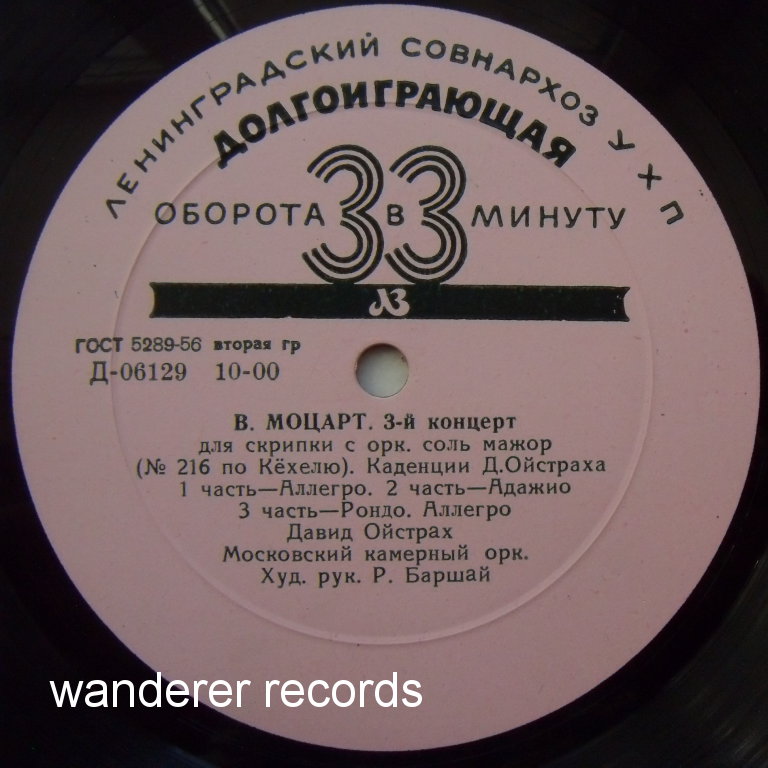 ЛЕНИНГРАДСКИЙ СОВНАРХОЗ УХП
ДОЛГОИГРАЮЩАЯ
ОБОРОТА 33 В МИНУТУ
ЛЗ
ГОСТ 5289-56 вторая гр
Д-06129 10-00
В. МОЦАРТ. 3-й концерт
для скрипки с орк. соль мажор
(№ 216 по Кёхелю). Каденции Д.Ойстраха
1 часть—Аллегро. 2 часть—Адажио
3 часть—Рондо. Аллегро
Давид Ойстрах
Московский камерный орк.
Худ. рук. Р. Баршай
wanderer records